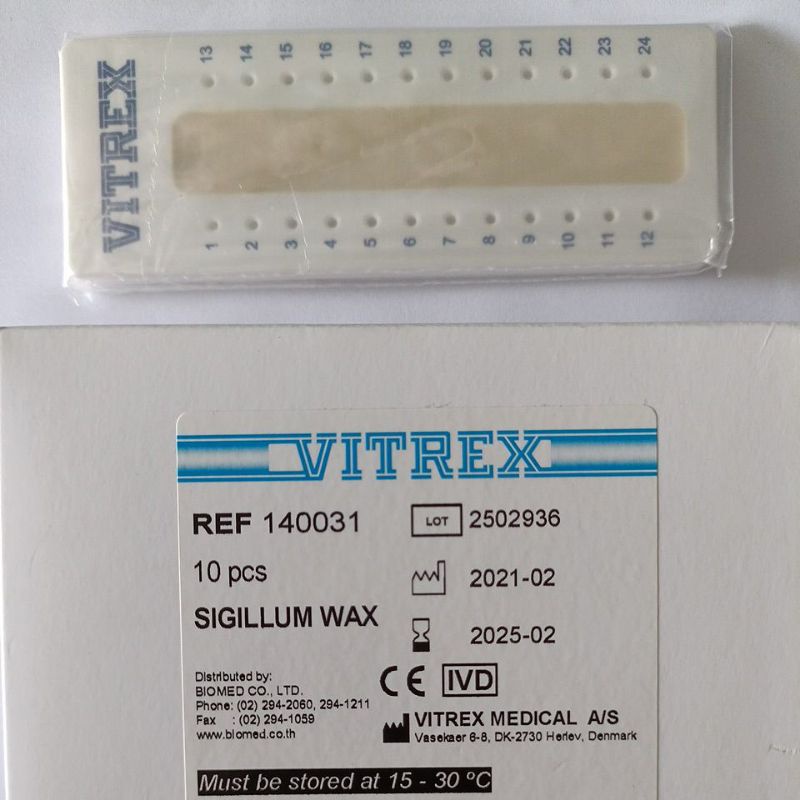 VITREX
13 14 15 16 17 18 19 20 21 22 23 24
1 2 3 4 5 6 7 8 9 10 11 12
VITREX
REF 140031
LOT 2502936
10 pcs
2021-02
SIGILLUM WAX
2025-02
Distributed by:
BIOMED CO., LTD.
Phone: (02) 294-2060, 294-1211
Fax : (02) 294-1059
www.biomed.co.th
CE IVD
VITREX MEDICAL A/S
Vasekaer 6-8, DK-2730 Herlev, Denmark
Must be stored at 15 - 30 ºC